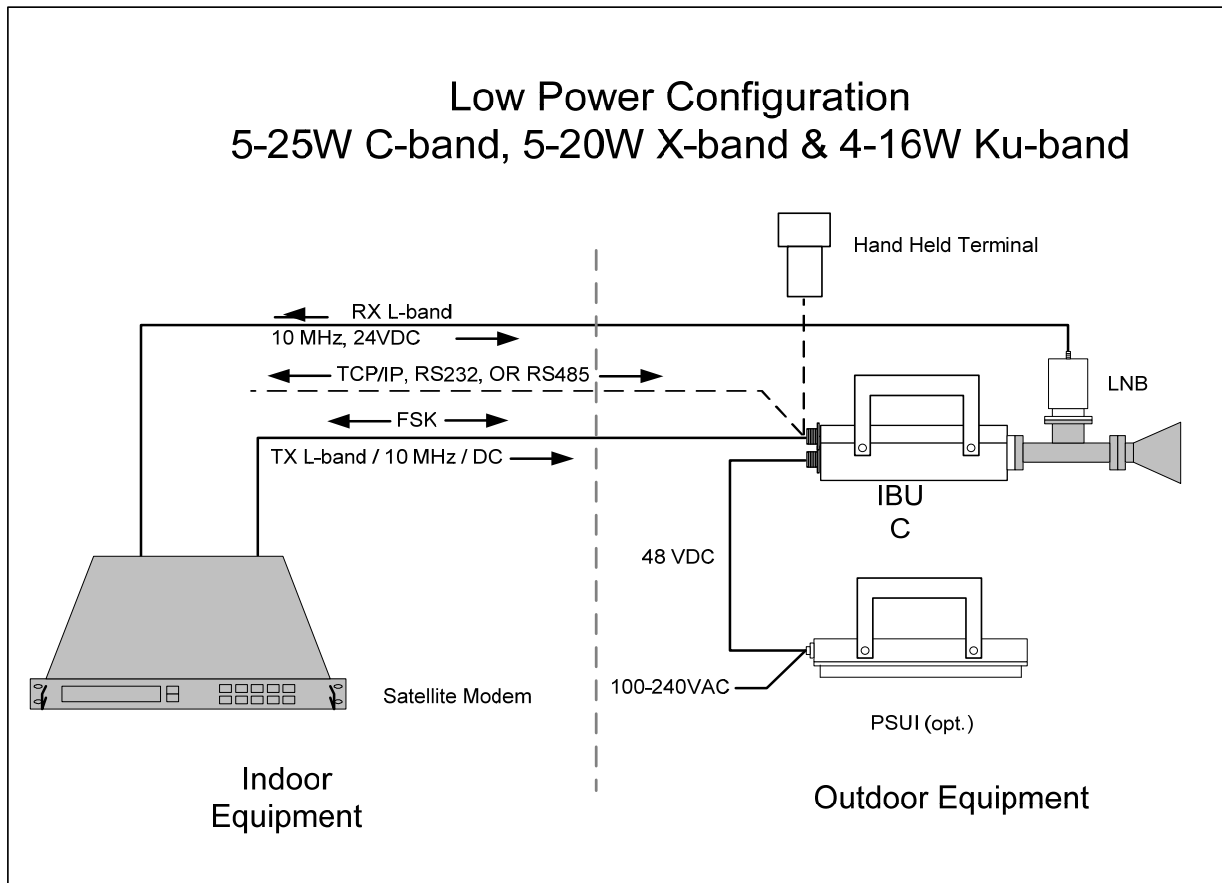 Low Power Configuration
5-25W C-band, 5-20W X-band & 4-16W Ku-band
Hand Held Terminal
RX L-band
10 MHz, 24VDC
TCP/IP, RS232, OR RS485
LNB
FSK
TX L-band / 10 MHz / DC
IBU
C
48 VDC
100-240VAC
Satellite Modem
PSUI (opt.)
Indoor
Equipment
Outdoor Equipment